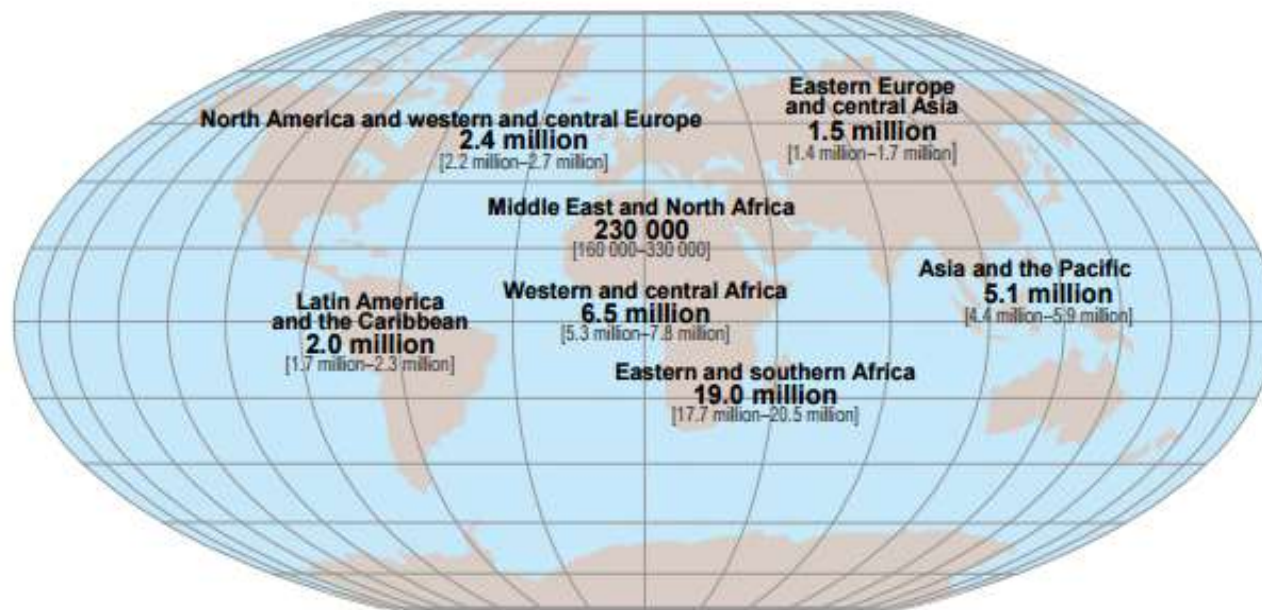 Eastern Europe
and central Asia
1.5 million
[1.4 million–1.7 million]
North America and western and central Europe
2.4 million
[2.2 million–2.7 million]
Middle East and North Africa
230 000
[160 000–330 000]
Asia and the Pacific
5.1 million
[4.4 million–5.9 million]
Western and central Africa
6.5 million
[5.3 million–7.8 million]
Latin America
and the Caribbean
2.0 million
[1.7 million–2.3 million]
Eastern and southern Africa
19.0 million
[17.7 million–20.5 million]